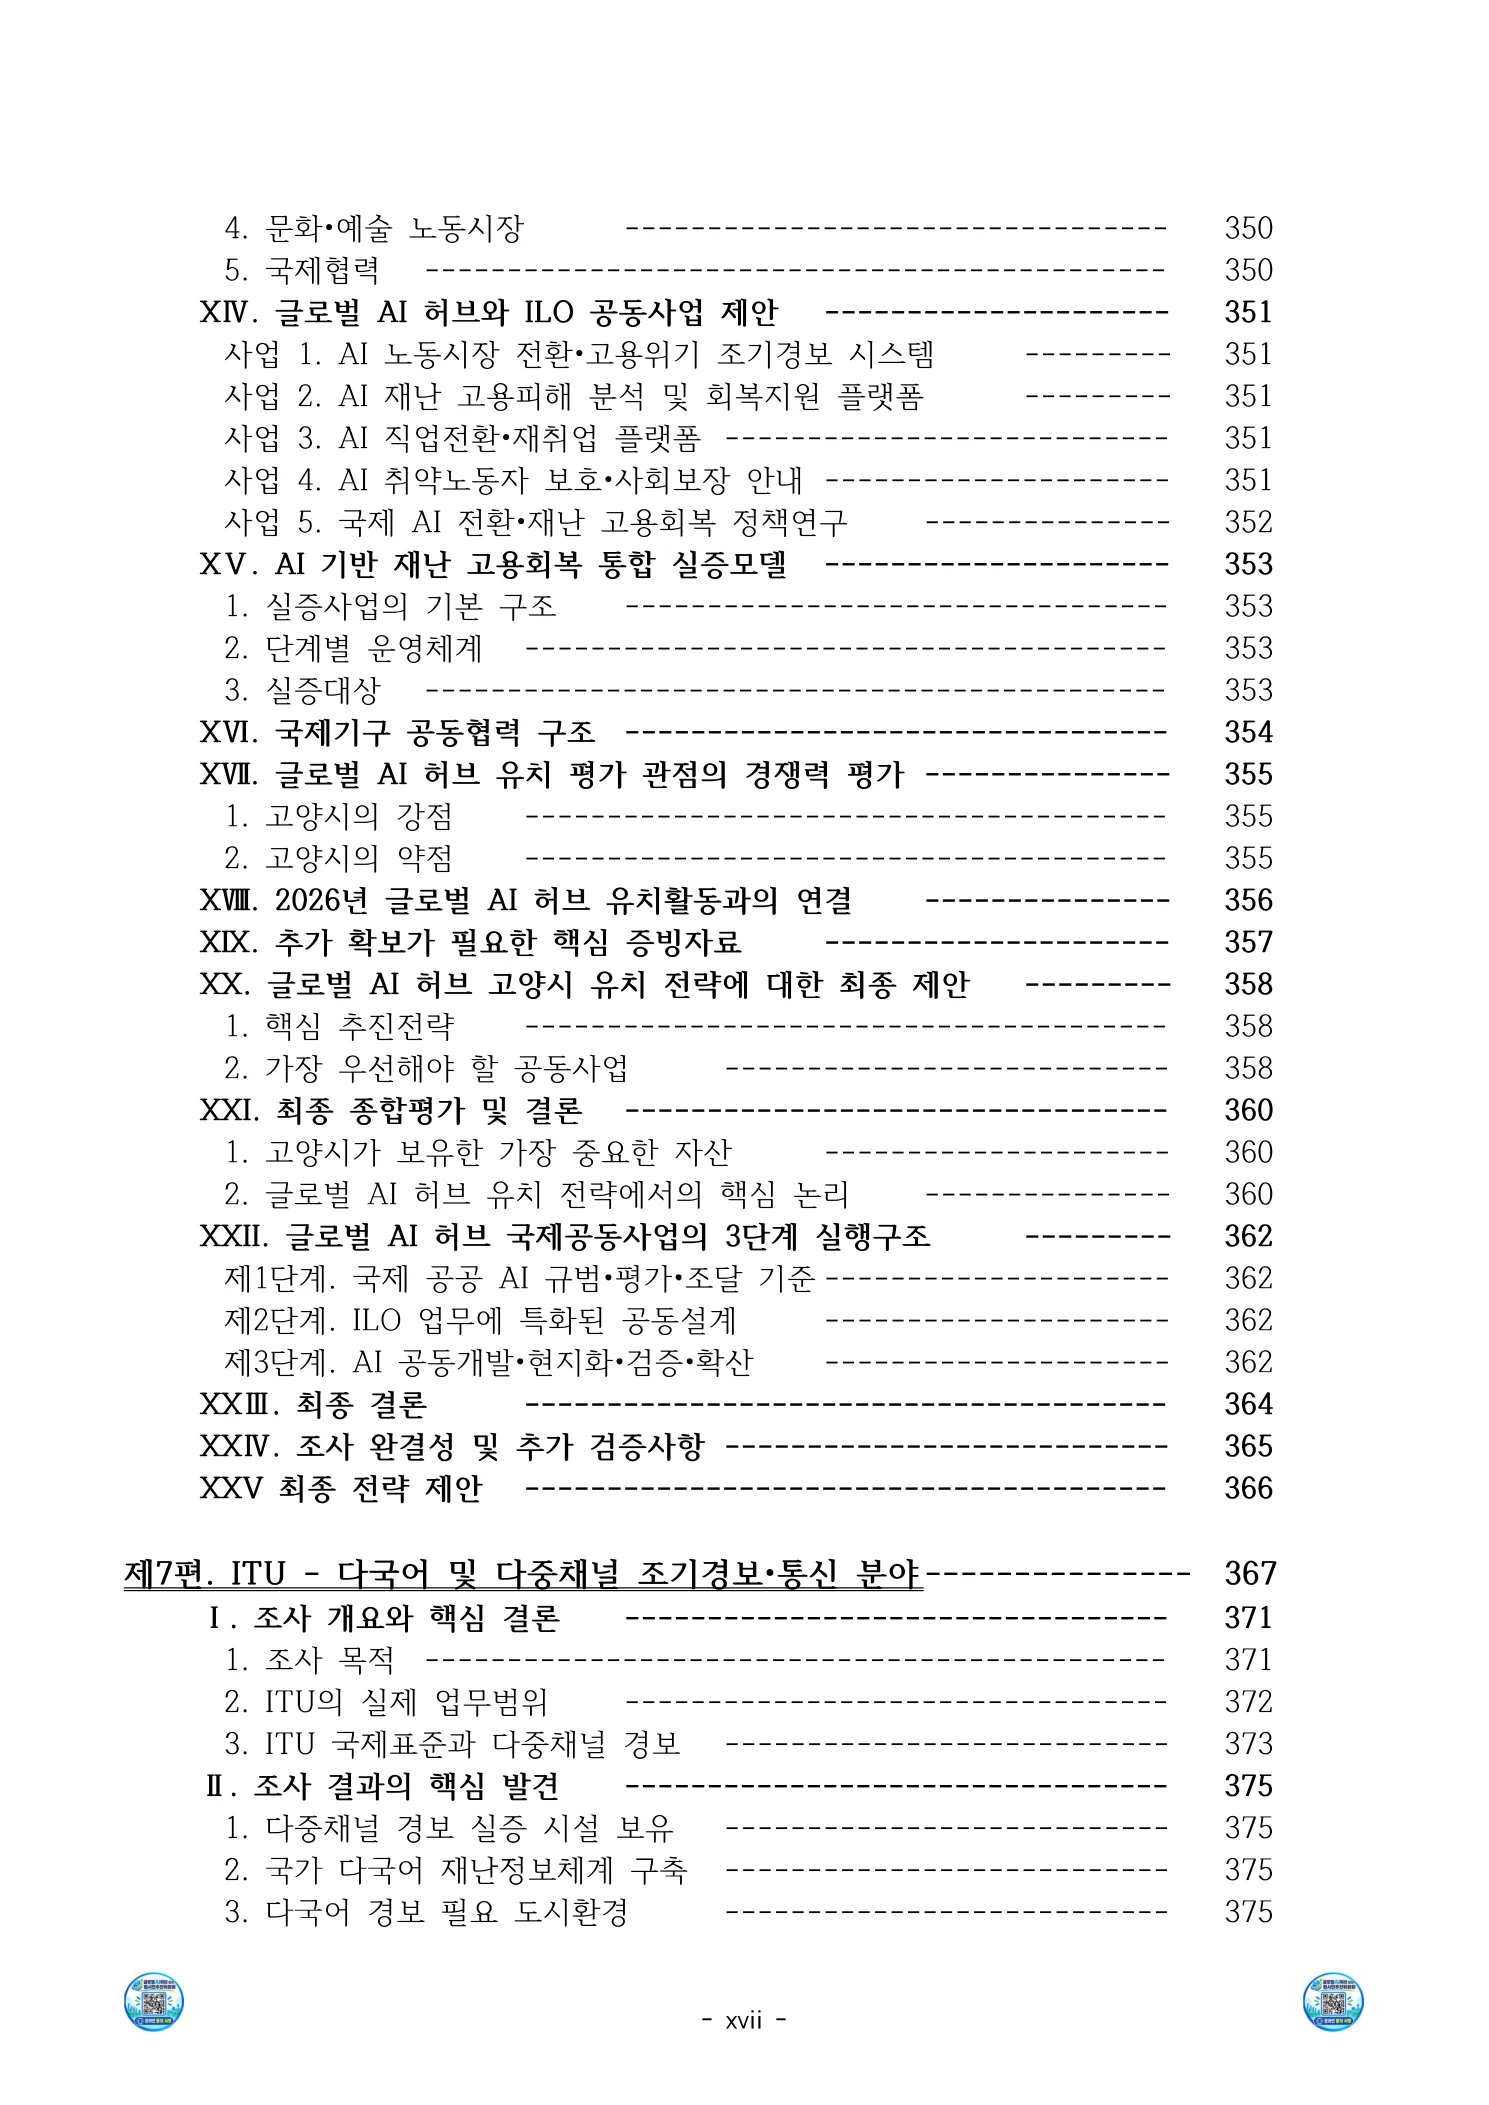 4. 문화•예술 노동시장 --------------------------------- 350
5. 국제협력 --------------------------------------------- 350
XIV. 글로벌 AI 허브와 ILO 공동사업 제안 --------------------- 351
사업 1. AI 노동시장 전환•고용위기 조기경보 시스템 --------- 351
사업 2. AI 재난 고용피해 분석 및 회복지원 플랫폼 --------- 351
사업 3. AI 직업전환•재취업 플랫폼 --------------------------- 351
사업 4. AI 취약노동자 보호•사회보장 안내 --------------------- 351
사업 5. 국제 AI 전환•재난 고용회복 정책연구 --------------- 352
XV. AI 기반 재난 고용회복 통합 실증모델 --------------------- 353
1. 실증사업의 기본 구조 --------------------------------- 353
2. 단계별 운영체계 --------------------------------------- 353
3. 실증대상 --------------------------------------------- 353
XVI. 국제기구 공동협력 구조 --------------------------------- 354
XVII. 글로벌 AI 허브 유치 평가 관점의 경쟁력 평가 --------------- 355
1. 고양시의 강점 --------------------------------------- 355
2. 고양시의 약점 --------------------------------------- 355
XVIII. 2026년 글로벌 AI 허브 유치활동과의 연결 --------------- 356
XIX. 추가 확보가 필요한 핵심 증빙자료 --------------------- 357
XX. 글로벌 AI 허브 고양시 유치 전략에 대한 최종 제안 --------- 358
1. 핵심 추진전략 --------------------------------------- 358
2. 가장 우선해야 할 공동사업 --------------------------- 358
XXI. 최종 종합평가 및 결론 --------------------------------- 360
1. 고양시가 보유한 가장 중요한 자산 --------------------- 360
2. 글로벌 AI 허브 유치 전략에서의 핵심 논리 --------------- 360
XXII. 글로벌 AI 허브 국제공동사업의 3단계 실행구조 --------- 362
제1단계. 국제 공공 AI 규범•평가•조달 기준 --------------------- 362
제2단계. ILO 업무에 특화된 공동설계 --------------------- 362
제3단계. AI 공동개발•현지화•검증•확산 --------------------- 362
XXⅢ. 최종 결론 --------------------------------------- 364
XXIV. 조사 완결성 및 추가 검증사항 --------------------------- 365
XXV 최종 전략 제안 --------------------------------------- 366
제7편. ITU - 다국어 및 다중채널 조기경보•통신 분야--------------- 367
Ⅰ. 조사 개요와 핵심 결론 --------------------------------- 371
1. 조사 목적 --------------------------------------------- 371
2. ITU의 실제 업무범위 --------------------------------- 372
3. ITU 국제표준과 다중채널 경보 --------------------------- 373
Ⅱ. 조사 결과의 핵심 발견 --------------------------------- 375
1. 다중채널 경보 실증 시설 보유 --------------------------- 375
2. 국가 다국어 재난정보체계 구축 --------------------------- 375
3. 다국어 경보 필요 도시환경 --------------------------- 375
- xvii -